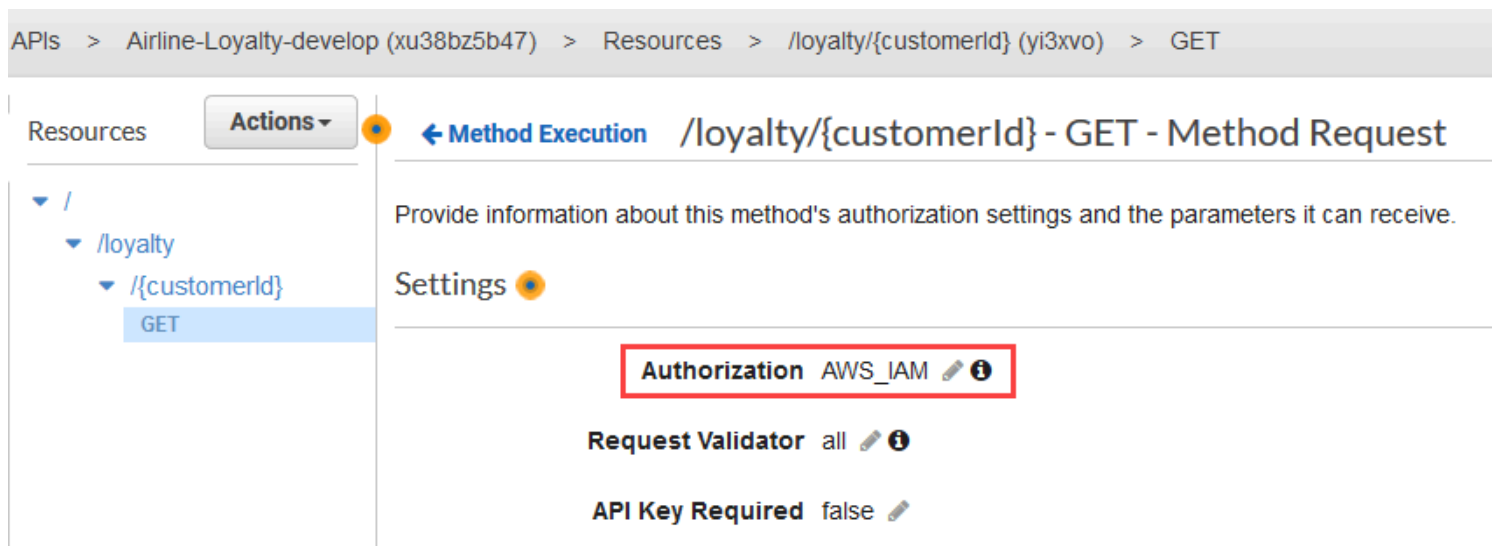 APIs > Airline-Loyalty-develop (xu38bz5b47) > Resources > /loyalty/{customerId} (yi3xvo) > GET
Resources
Actions
Method Execution
/loyalty/{customerId} - GET - Method Request
/
/loyalty
/{customerId}
GET
Provide information about this method's authorization settings and the parameters it can receive.
Settings
Authorization AWS_IAM
Request Validator all
API Key Required false